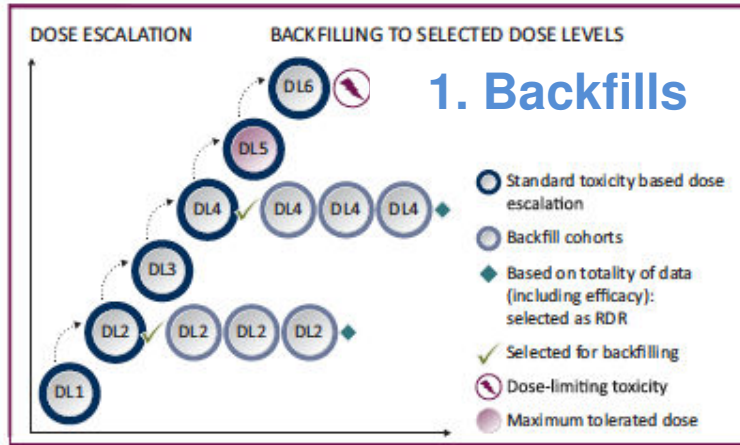 DOSE ESCALATION
BACKFILLING TO SELECTED DOSE LEVELS
1. Backfills
DL6
DL5
DL4 DL4 DL4 DL4
DL3
DL2 DL2 DL2 DL2
DL1
Standard toxicity based dose
escalation
Backfill cohorts
Based on totality of data
(including efficacy):
selected as RDR
Selected for backfilling
Dose-limiting toxicity
Maximum tolerated dose